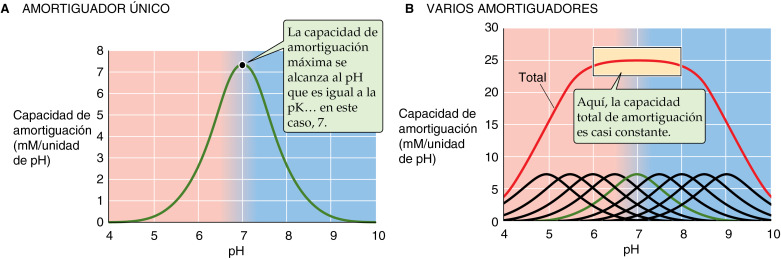 A AMORTIGUADOR ÚNICO
8
7
6
5
4
3
2
1
0
Capacidad de
amortiguación
(mM/unidad
de pH)
La capacidad de
amortiguación
máxima se
alcanza al pH
que es igual a la
pK… en este
caso, 7.
4 5 6 7 8 9 10
pH
B VARIOS AMORTIGUADORES
30
25
20
15
10
5
0
Capacidad de
amortiguación
(mM/unidad
de pH)
Total
Aquí, la capacidad
total de amortiguación
es casi constante.
4 5 6 7 8 9 10
pH